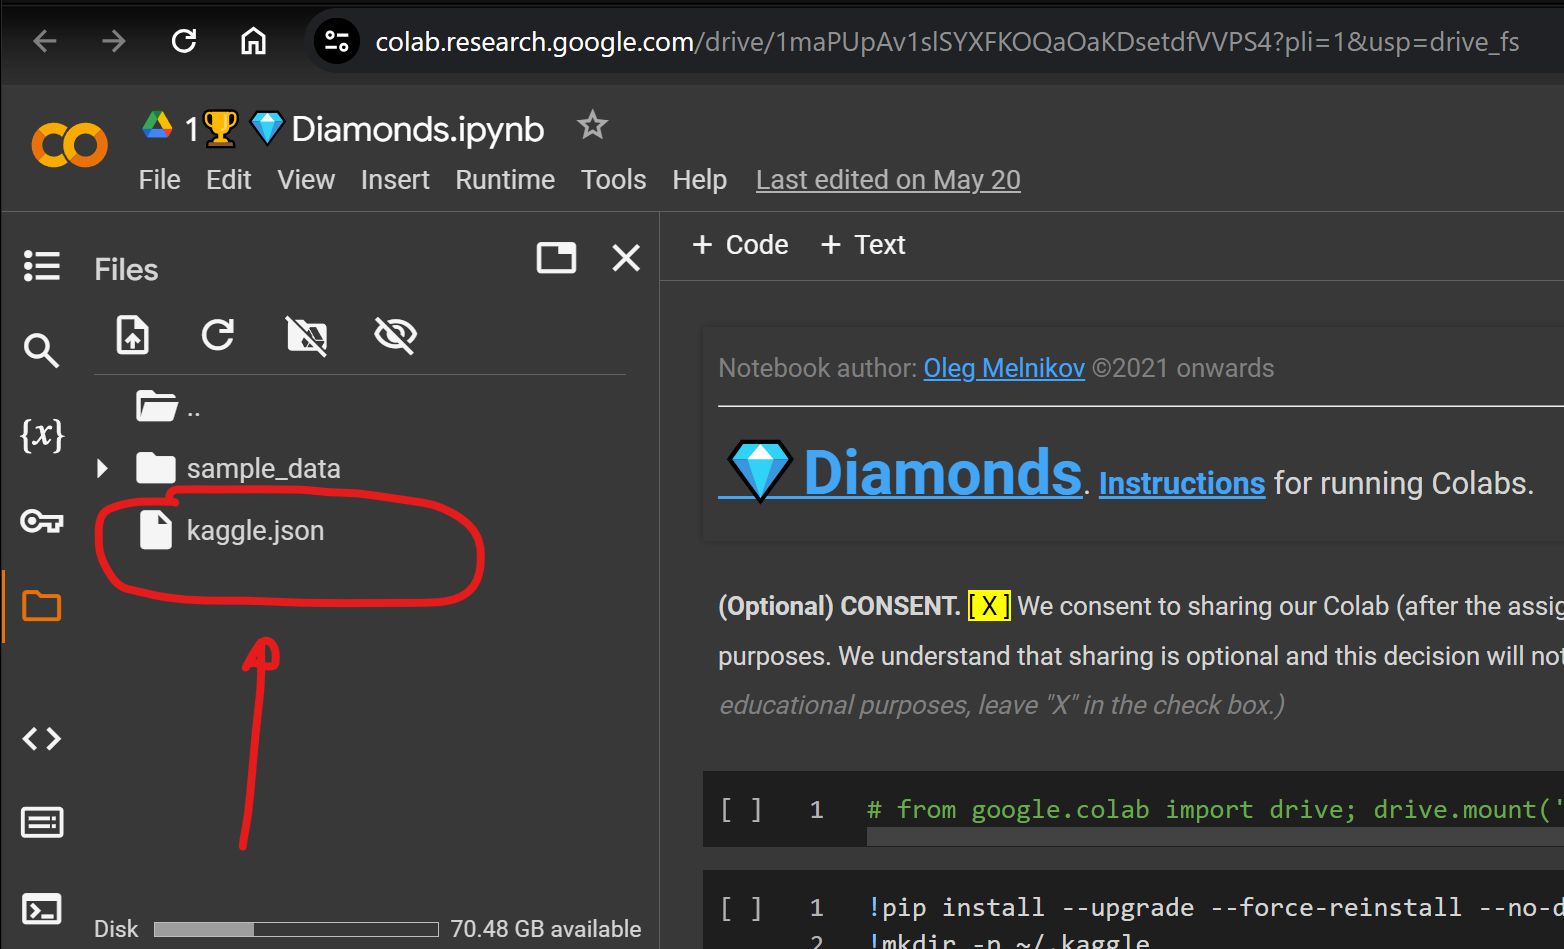 colab.research.google.com/drive/1maPUpAv1slSYXFKOQaOaKDsetdfVVPS4?pli=1&usp=drive_fs
1🏆💎Diamonds.ipynb
File Edit View Insert Runtime Tools Help Last edited on May 20
Files
+ Code + Text
..
sample_data
kaggle.json
Disk 70.48 GB available
Notebook author: Oleg Melnikov ©2021 onwards
💎Diamonds. Instructions for running Colabs.
(Optional) CONSENT. [ X ] We consent to sharing our Colab (after the assig
purposes. We understand that sharing is optional and this decision will not
educational purposes, leave "X" in the check box.)
[ ] 1 # from google.colab import drive; drive.mount('
[ ] 1 !pip install --upgrade --force-reinstall --no-d
2 !mkdir -p ~/.kaggle